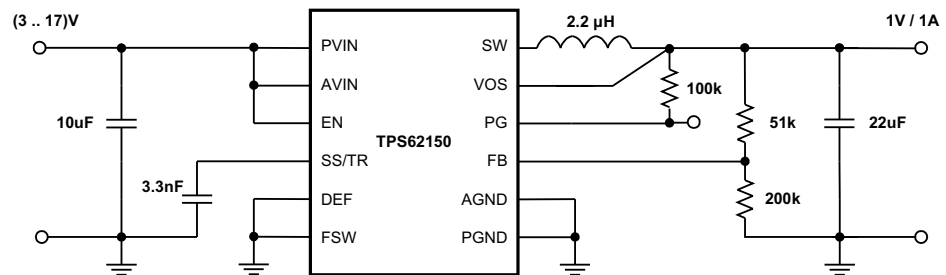 (3 .. 17)V
2.2 µH
1V / 1A
PVIN
SW
AVIN
VOS
100k
10uF
EN
PG
51k
22uF
TPS62150
SS/TR
FB
3.3nF
DEF
AGND
200k
FSW
PGND